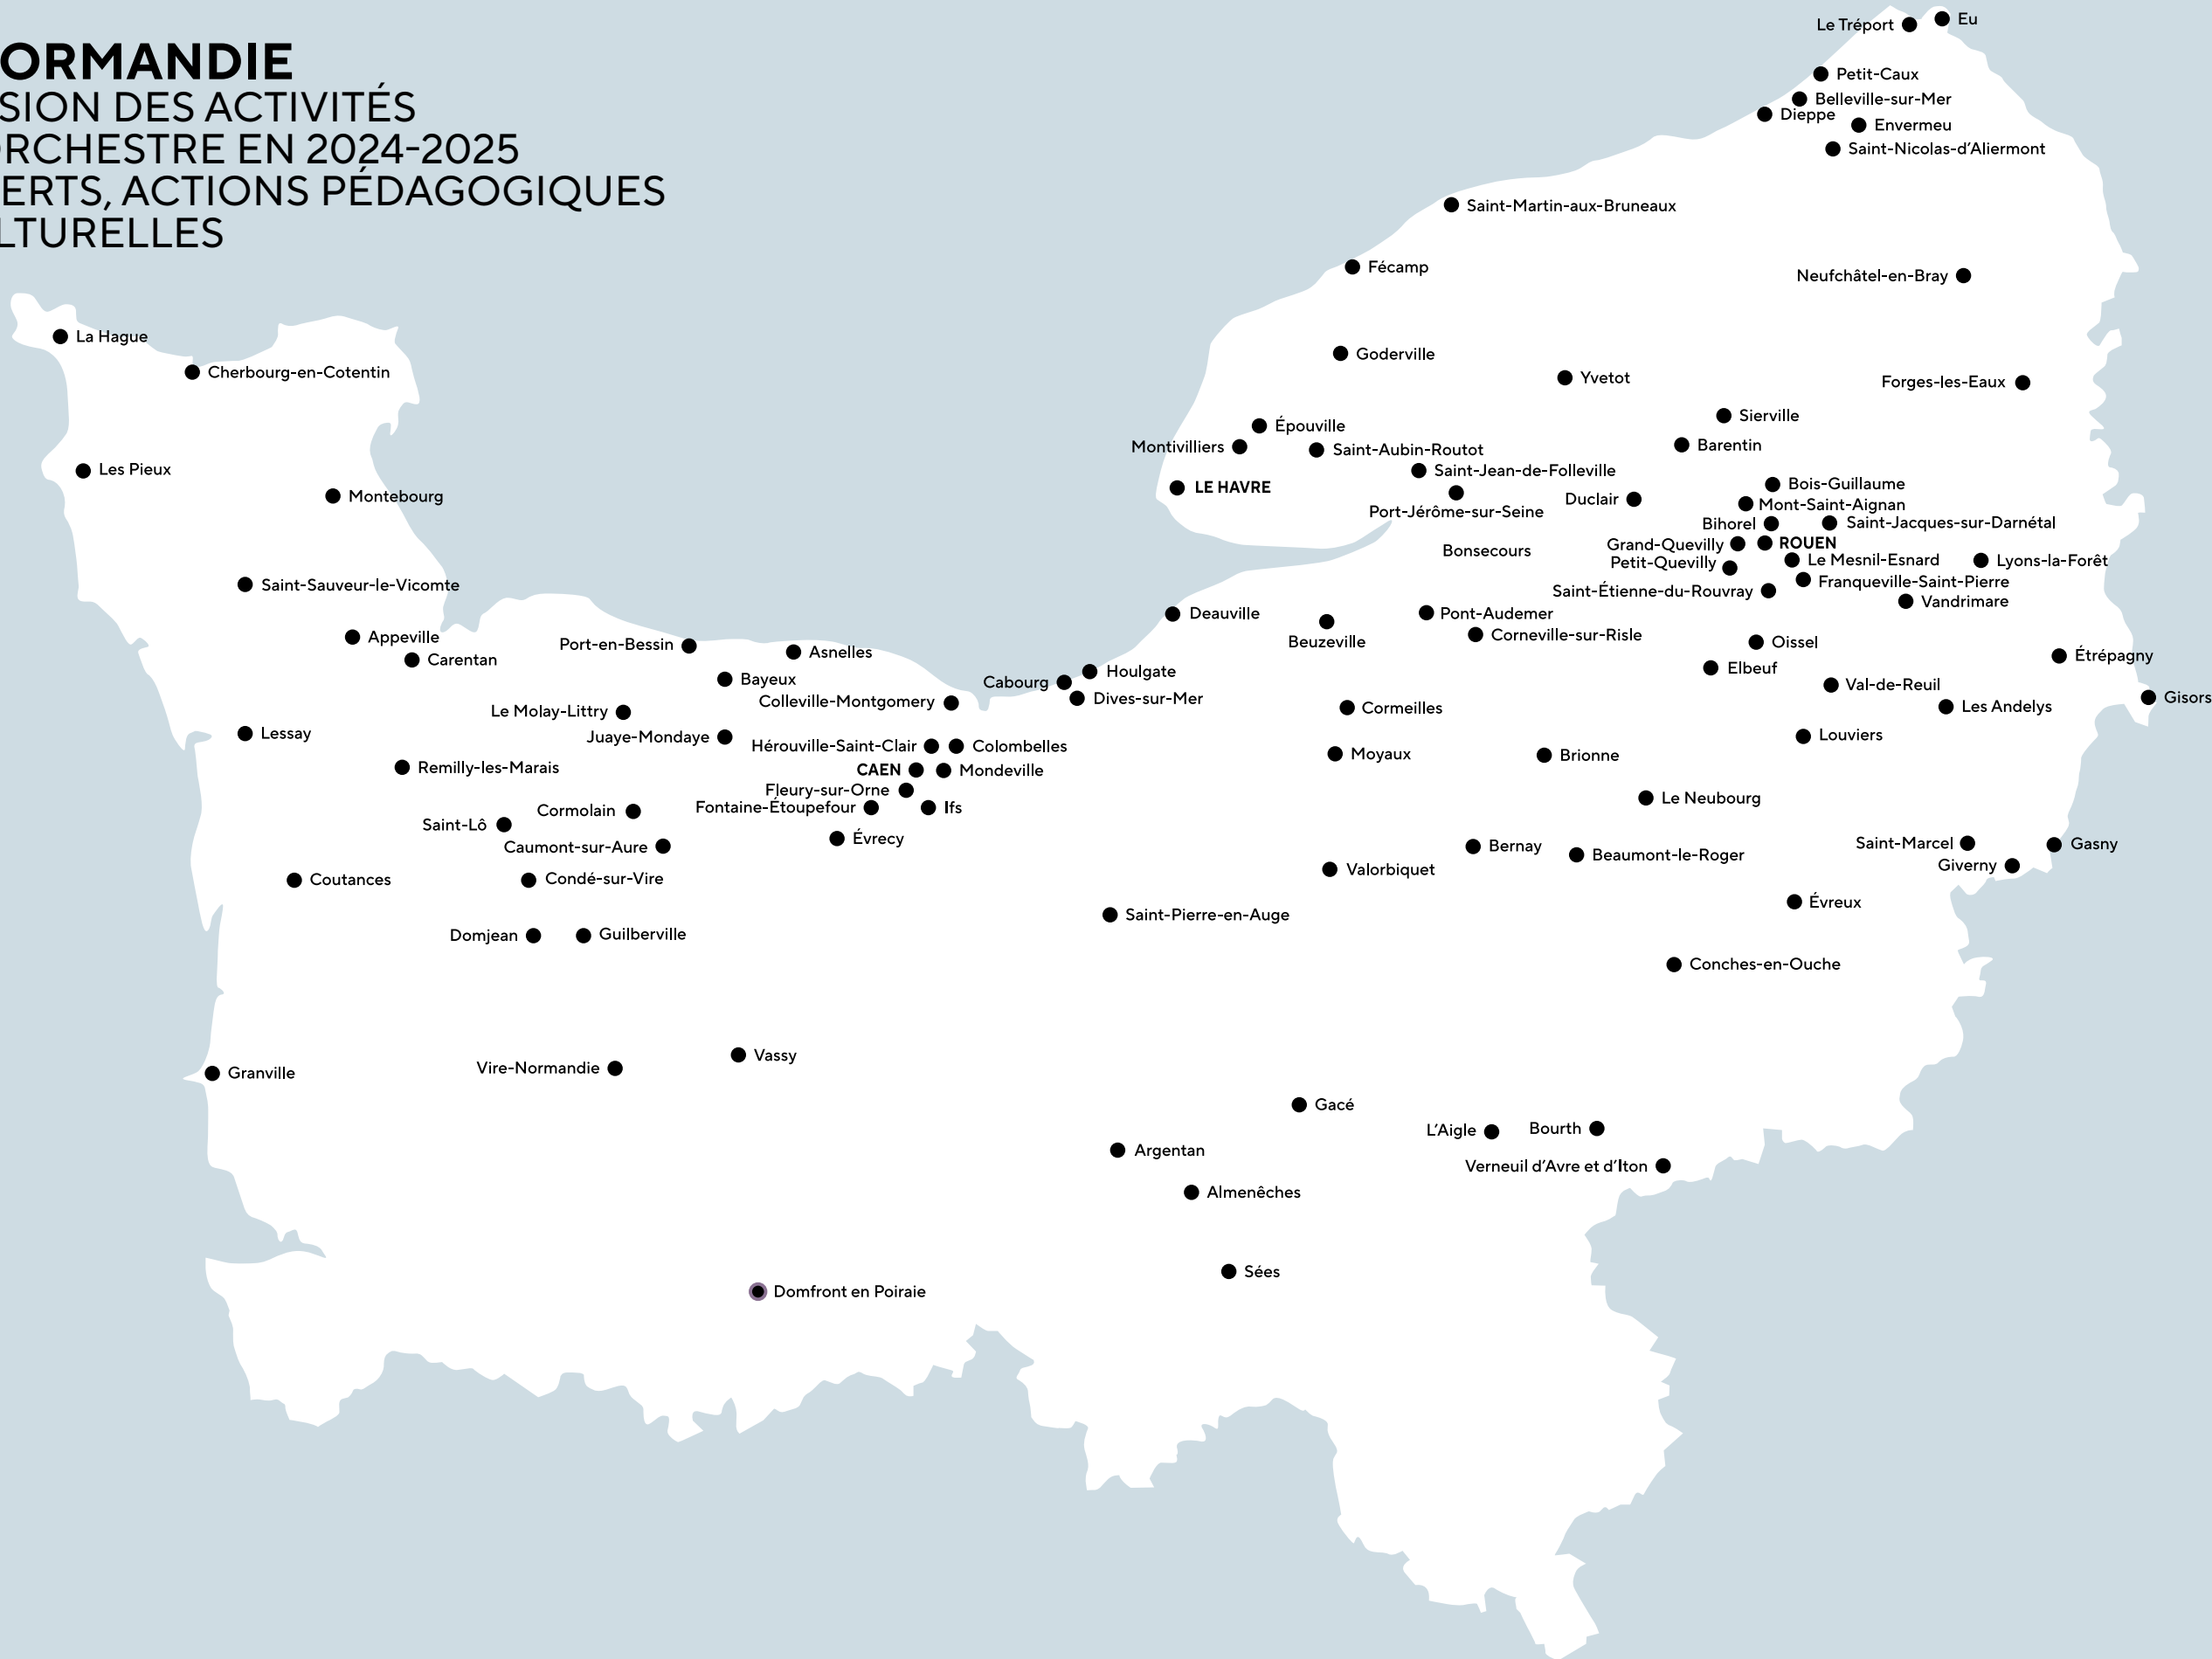 ORMANDIE
SION DES ACTIVITÉS
RCHESTRE EN 2024-2025
ERTS, ACTIONS PÉDAGOGIQUES
LTURELLES
Le Tréport
Eu
Petit-Caux
Belleville-sur-Mer
Dieppe
Envermeu
Saint-Nicolas-d'Aliermont
Saint-Martin-aux-Bruneaux
Fécamp
Neufchâtel-en-Bray
La Hague
Cherbourg-en-Cotentin
Goderville
Yvetot
Forges-les-Eaux
Sierville
Épouville
Montivilliers
Saint-Aubin-Routot
Barentin
Les Pieux
Saint-Jean-de-Folleville
Montebourg
LE HAVRE
Bois-Guillaume
Duclair
Mont-Saint-Aignan
Port-Jérôme-sur-Seine
Bihorel
Saint-Jacques-sur-Darnétal
Bonsecours
Grand-Quevilly
ROUEN
Petit-Quevilly
Le Mesnil-Esnard
Lyons-la-Forêt
Saint-Sauveur-le-Vicomte
Franqueville-Saint-Pierre
Saint-Étienne-du-Rouvray
Vandrimare
Deauville
Pont-Audemer
Beuzeville
Corneville-sur-Risle
Appeville
Port-en-Bessin
Asnelles
Oissel
Carentan
Étrépagny
Houlgate
Elbeuf
Bayeux
Cabourg
Val-de-Reuil
Colleville-Montgomery
Dives-sur-Mer
Gisors
Le Molay-Littry
Cormeilles
Les Andelys
Lessay
Juaye-Mondaye
Louviers
Hérouville-Saint-Clair
Colombelles
Moyaux
Brionne
Remilly-les-Marais
CAEN
Mondeville
Fleury-sur-Orne
Le Neubourg
Fontaine-Étoupefour
Ifs
Cormolain
Saint-Lô
Évrecy
Caumont-sur-Aure
Bernay
Beaumont-le-Roger
Saint-Marcel
Gasny
Giverny
Valorbiquet
Coutances
Condé-sur-Vire
Évreux
Saint-Pierre-en-Auge
Domjean
Guilberville
Conches-en-Ouche
Vassy
Vire-Normandie
Granville
Gacé
L'Aigle
Bourth
Argentan
Verneuil d'Avre et d'Iton
Almenêches
Sées
Domfront en Poiraie